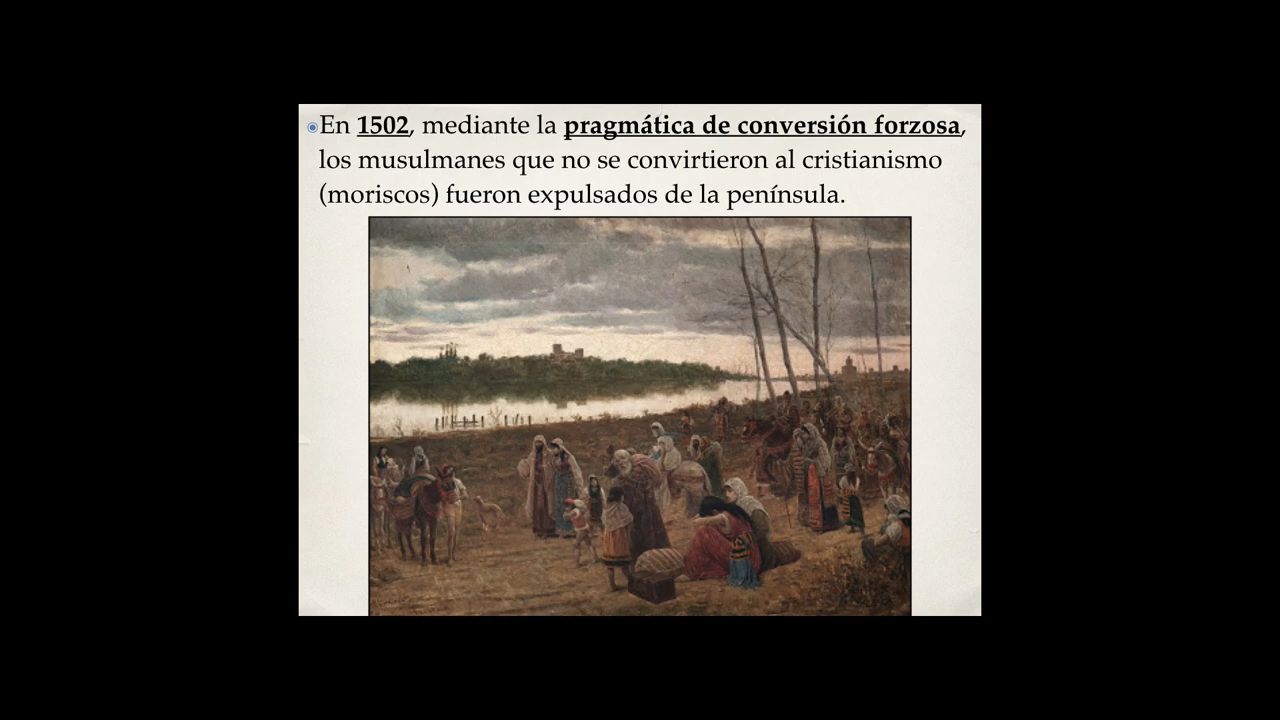 En 1502, mediante la pragmática de conversión forzosa,
los musulmanes que no se convirtieron al cristianismo
(moriscos) fueron expulsados de la península.